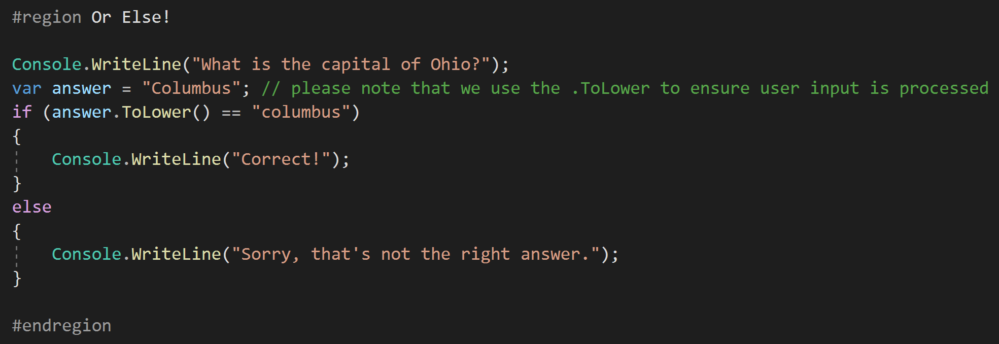 #region Or Else!
Console.WriteLine("What is the capital of Ohio?");
var answer = "Columbus"; // please note that we use the .ToLower to ensure user input is processed
if (answer.ToLower() == "columbus")
{
    Console.WriteLine("Correct!");
}
else
{
    Console.WriteLine("Sorry, that's not the right answer.");
}
#endregion